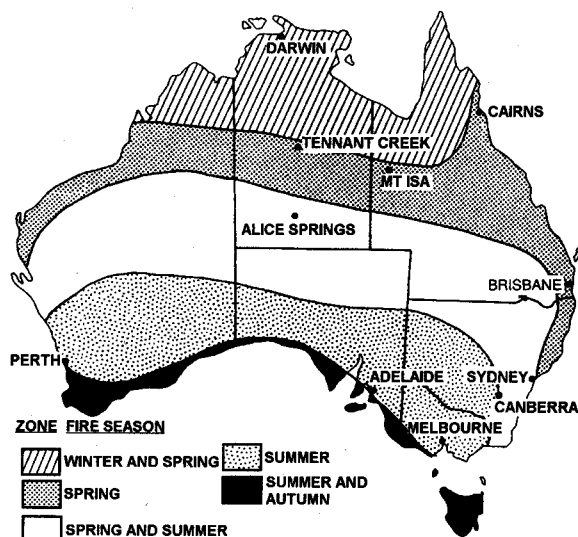 DARWIN
CAIRNS
TENNANT CREEK
MT ISA
ALICE SPRINGS
BRISBANE
PERTH
ADELAIDE
SYDNEY
CANBERRA
MELBOURNE
ZONE FIRE SEASON
WINTER AND SPRING
SUMMER
SPRING
SUMMER AND
AUTUMN
SPRING AND SUMMER